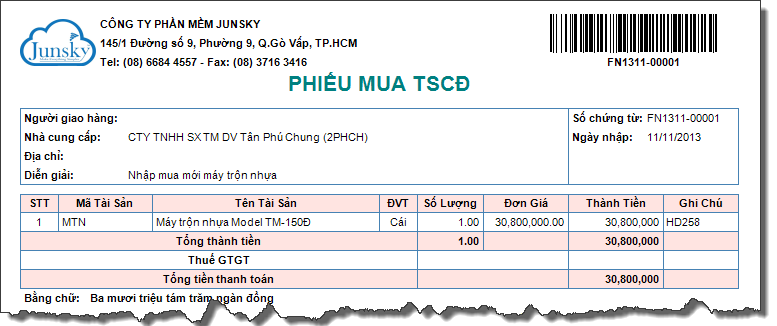 Junsky
CÔNG TY PHẦN MỀM JUNSKY
145/1 Đường số 9, Phường 9, Q.Gò Vấp, TP.HCM
Tel: (08) 6684 4557 - Fax: (08) 3716 3416
FN1311-00001
PHIẾU MUA TSCĐ
Người giao hàng:
Nhà cung cấp: CTY TNHH SX TM DV Tân Phú Chung (2PHCH)
Địa chỉ:
Diễn giải: Nhập mua mới máy trộn nhựa
Số chứng từ: FN1311-00001
Ngày nhập: 11/11/2013
STT Mã Tài Sản Tên Tài Sản ĐVT Số Lượng Đơn Giá Thành Tiền Ghi Chú
1 MTN Máy trộn nhựa Model TM-150Đ Cái 1.00 30,800,000.00 30,800,000 HD258
Tổng thành tiền 1.00 30,800,000
Thuế GTGT
Tổng tiền thanh toán 30,800,000
Bằng chữ: Ba mươi triệu tám trăm ngàn đồng